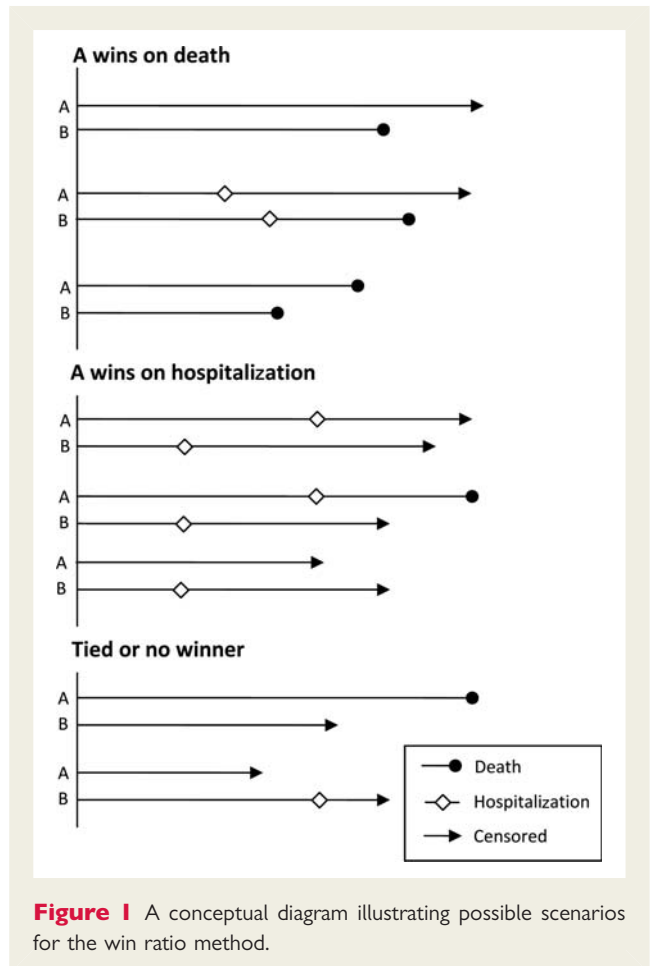 A wins on death
A
B
A
B
A
B
A wins on hospitalization
A
B
A
B
A
B
Tied or no winner
A
B
A
B
Death
Hospitalization
Censored
Figure 1 A conceptual diagram illustrating possible scenarios
for the win ratio method.